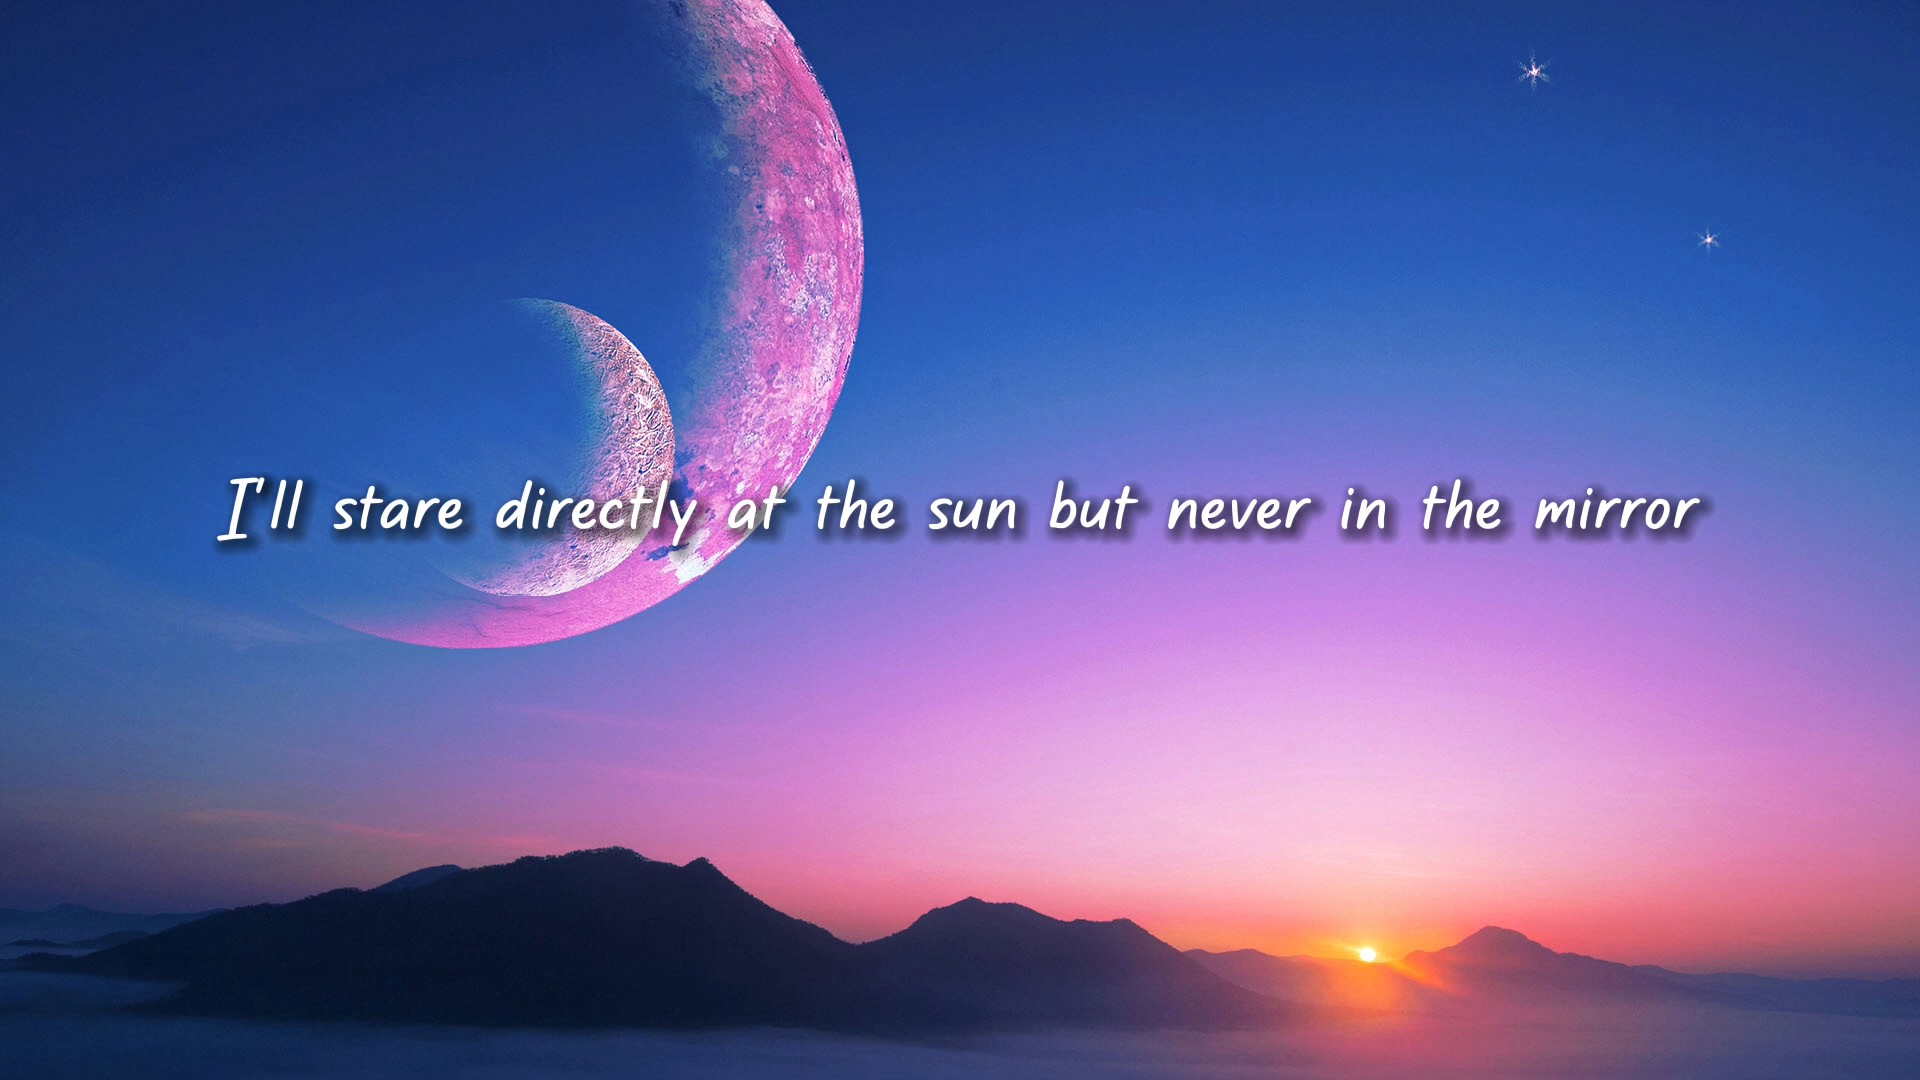 I'll stare directly at the sun but never in the mirror